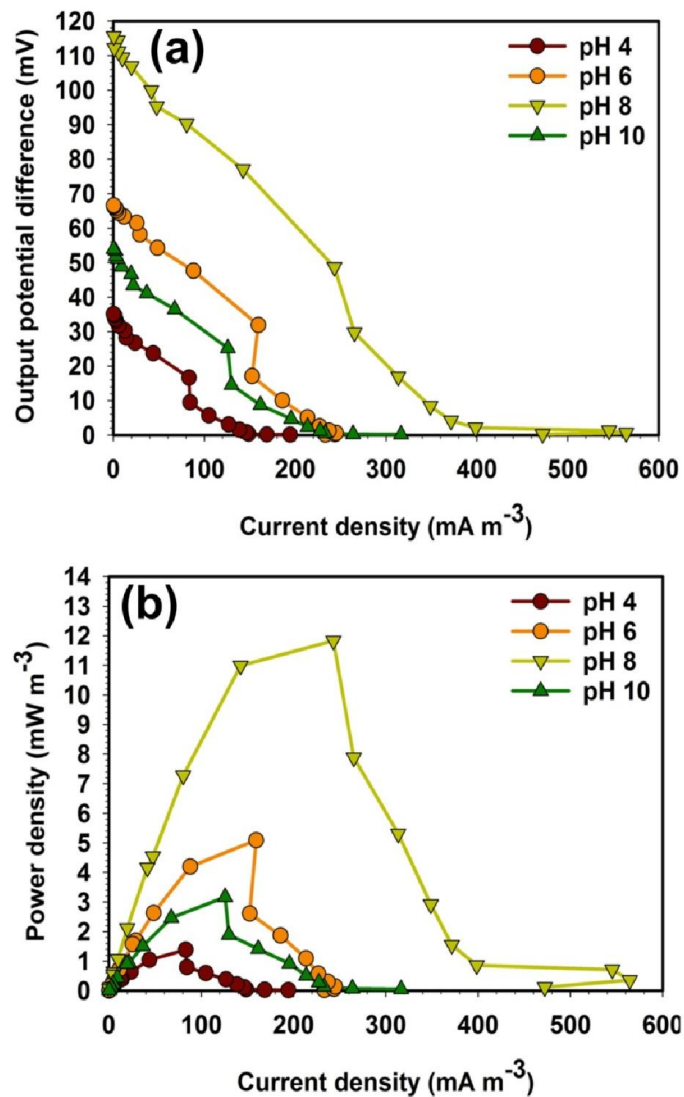 (a)
pH 4
pH 6
pH 8
pH 10
Output potential difference (mV)
120
110
100
90
80
70
60
50
40
30
20
10
0
0 100 200 300 400 500 600
Current density (mA m-3)
(b)
pH 4
pH 6
pH 8
pH 10
Power density (mW m-3)
14
13
12
11
10
9
8
7
6
5
4
3
2
1
0
0 100 200 300 400 500 600
Current density (mA m-3)